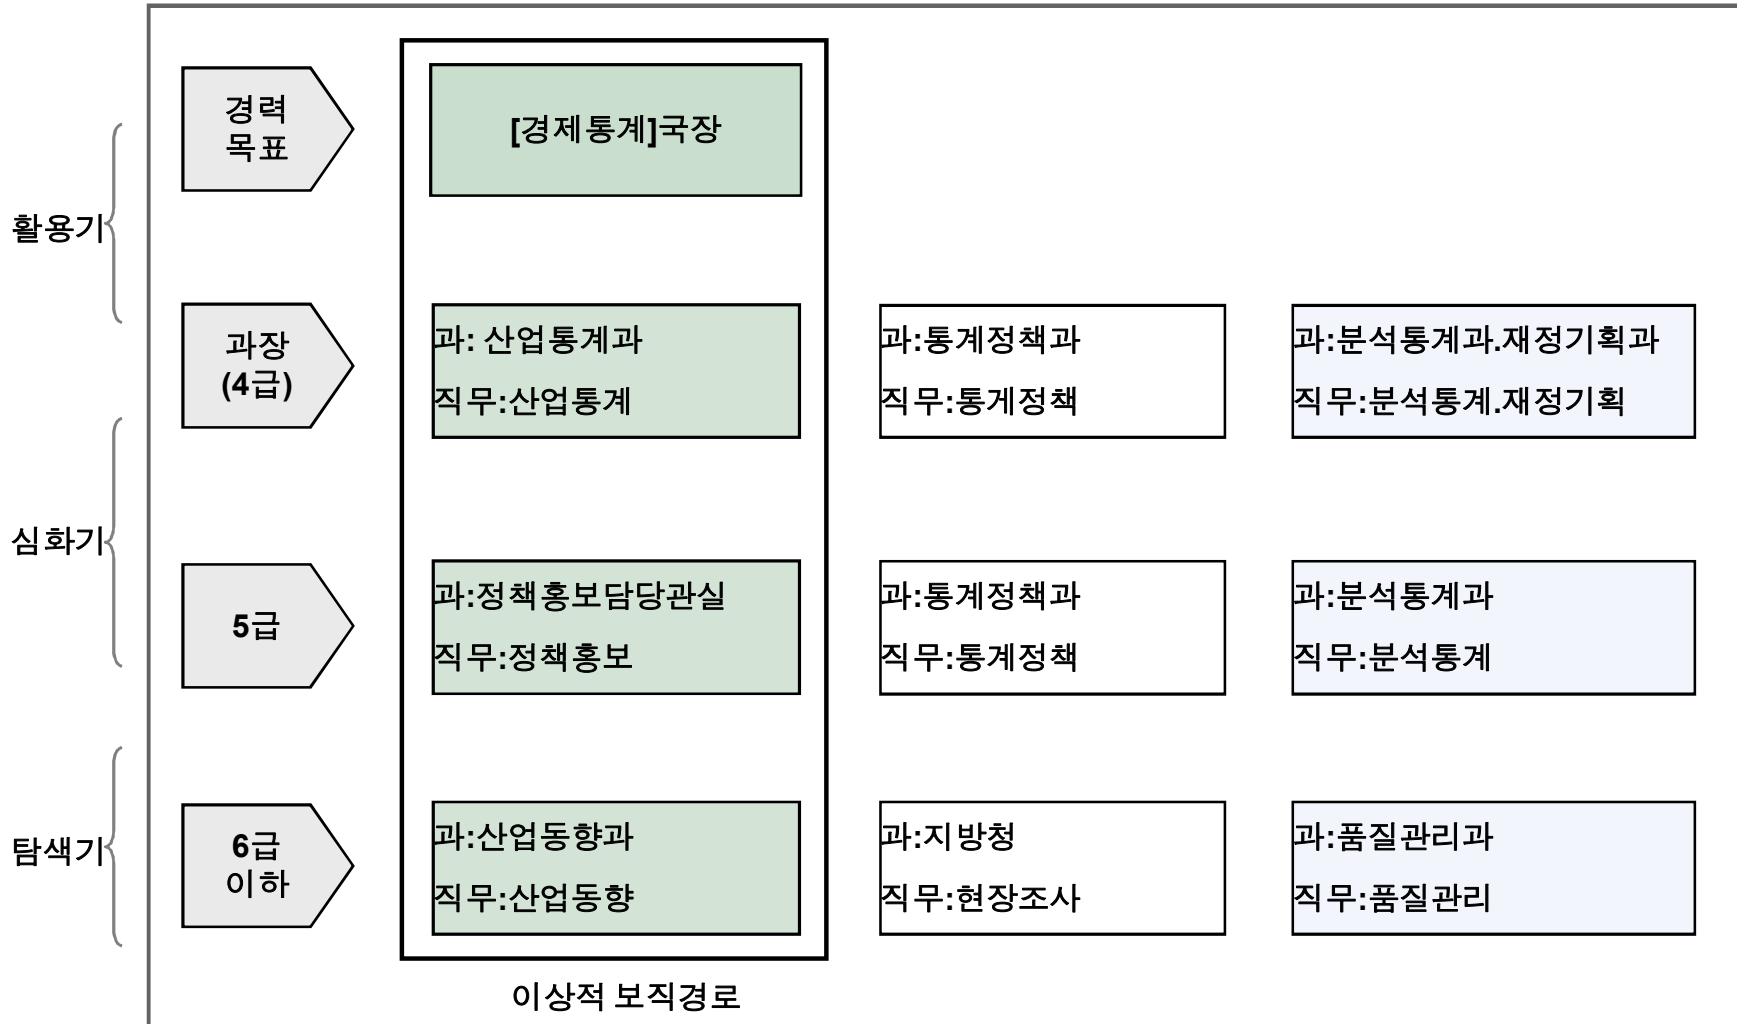 경력
목표
[경제통계]국장
활용기
과장
(4급)
과: 산업통계과
직무:산업통계
과:통계정책과
직무:통게정책
과:분석통계과.재정기획과
직무:분석통계.재정기획
심화기
5급
과:정책홍보담당관실
직무:정책홍보
과:통계정책과
직무:통계정책
과:분석통계과
직무:분석통계
탐색기
6급
이하
과:산업동향과
직무:산업동향
과:지방청
직무:현장조사
과:품질관리과
직무:품질관리
이상적 보직경로